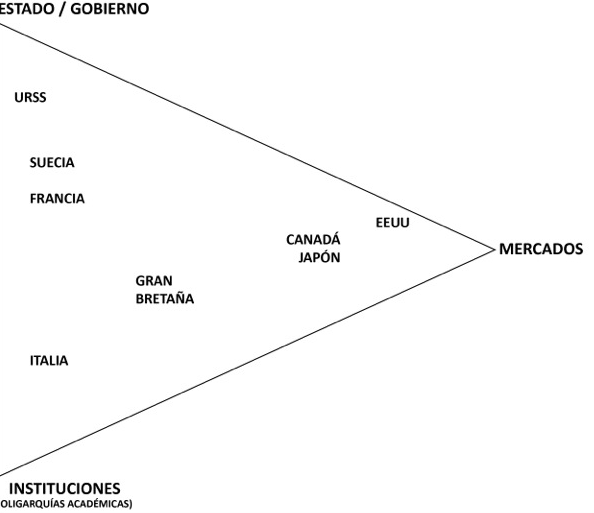 ESTADO / GOBIERNO
URSS
SUECIA
FRANCIA
EEUU
CANADÁ
JAPÓN
MERCADOS
GRAN
BRETAÑA
ITALIA
INSTITUCIONES
OLIGARQUÍAS ACADÉMICAS)